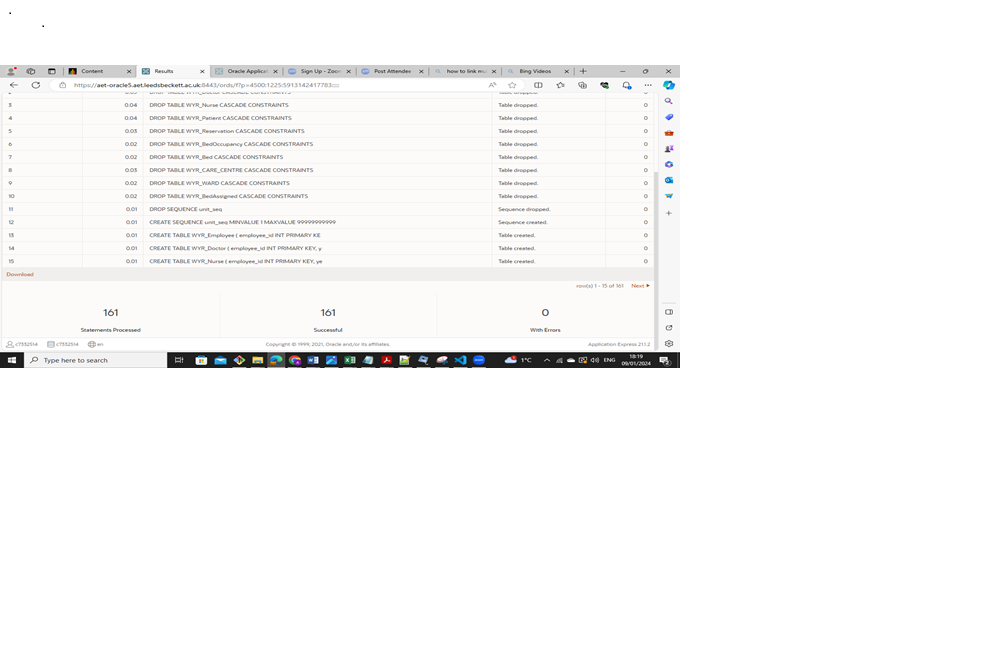 Content
Results
Oracle Applicat
Sign Up - Zoom
Post Attendee
how to link mu
Bing Videos
https://aet-oracle5.aet.leedsbeckett.ac.uk:8443/ords/f?p=4500:1225:5913142417783:::::
3 0.04 DROP TABLE WYR_Nurse CASCADE CONSTRAINTS Table dropped. 0
4 0.04 DROP TABLE WYR_Patient CASCADE CONSTRAINTS Table dropped. 0
5 0.03 DROP TABLE WYR_Reservation CASCADE CONSTRAINTS Table dropped. 0
6 0.02 DROP TABLE WYR_BedOccupancy CASCADE CONSTRAINTS Table dropped. 0
7 0.02 DROP TABLE WYR_Bed CASCADE CONSTRAINTS Table dropped. 0
8 0.03 DROP TABLE WYR_CARE_CENTRE CASCADE CONSTRAINTS Table dropped. 0
9 0.02 DROP TABLE WYR_WARD CASCADE CONSTRAINTS Table dropped. 0
10 0.02 DROP TABLE WYR_BedAssigned CASCADE CONSTRAINTS Table dropped. 0
11 0.01 DROP SEQUENCE unit_seq Sequence dropped. 0
12 0.01 CREATE SEQUENCE unit_seq MINVALUE 1 MAXVALUE 99999999999 Sequence created. 0
13 0.01 CREATE TABLE WYR_Employee ( employee_id INT PRIMARY KE Table created. 0
14 0.01 CREATE TABLE WYR_Doctor ( employee_id INT PRIMARY KEY, y Table created. 0
15 0.01 CREATE TABLE WYR_Nurse ( employee_id INT PRIMARY KEY, ye Table created. 0
Download
row(s) 1 - 15 of 161 Next
161 161 0
Statements Processed Successful With Errors
c7332514 c7332514 en Copyright © 1999, 2021, Oracle and/or its affiliates. Application Express 21.1.2
Type here to search
1°C
ENG
18:19
09/01/2024